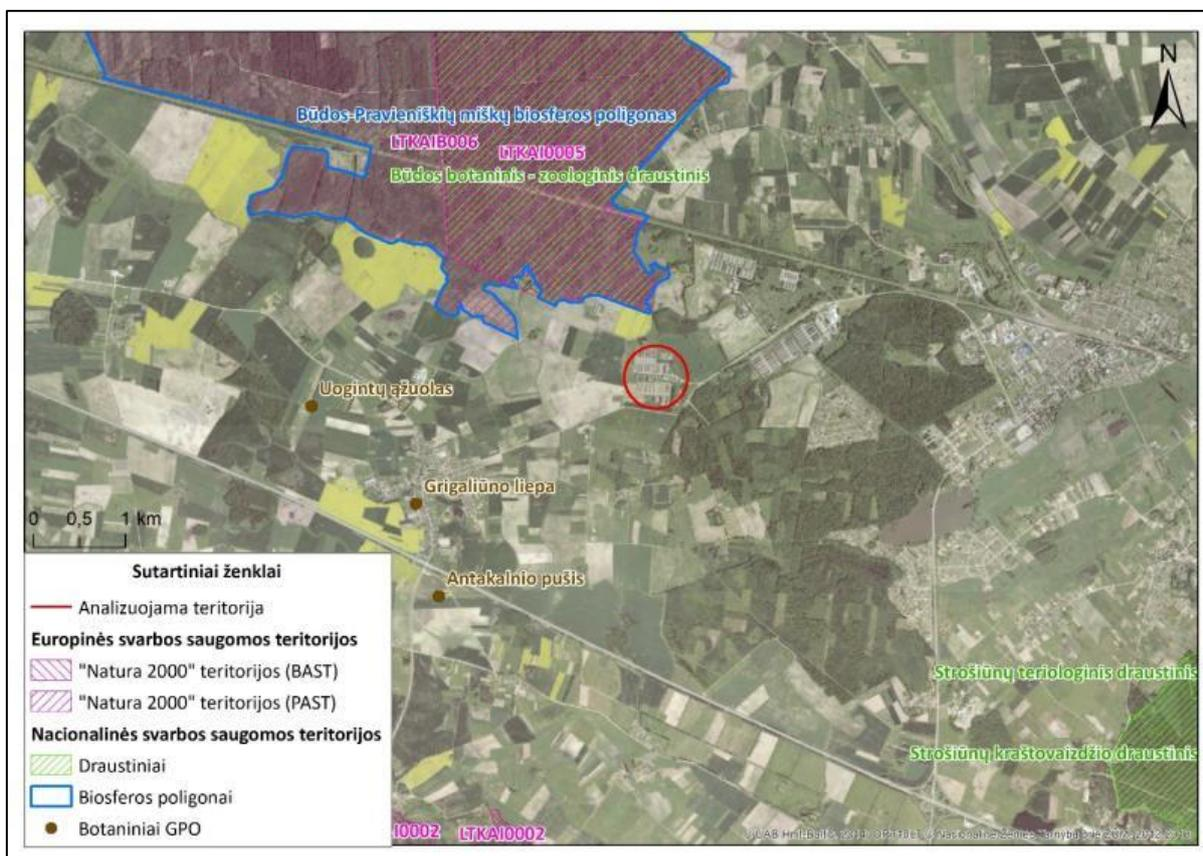 N
Būdos-Pravieniškių miškų biosferos poligonas
LTKAIB006
LTKAI0005
Būdos botaninis - zoologinis draustinis
Uogintų ąžuolas
Grigaliūno liepa
0 0,5 1 km
Antakalnio pušis
Sutartiniai ženklai
Analizuojama teritorija
Europinės svarbos saugomos teritorijos
"Natura 2000" teritorijos (BAST)
"Natura 2000" teritorijos (PAST)
Nacionalinės svarbos saugomos teritorijos
Draustiniai
Biosferos poligonai
Botaniniai GPO
Strošiūnų teriologinis draustinis
Strošiūnų kraštovaizdžio draustinis
I0002
LTKAI0002